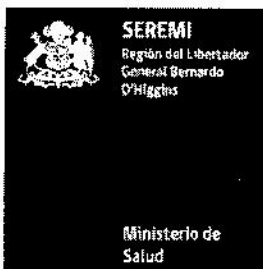 SEREMI
Región del Libertador
General Bernardo
O'Higgins
Ministerio de
Salud